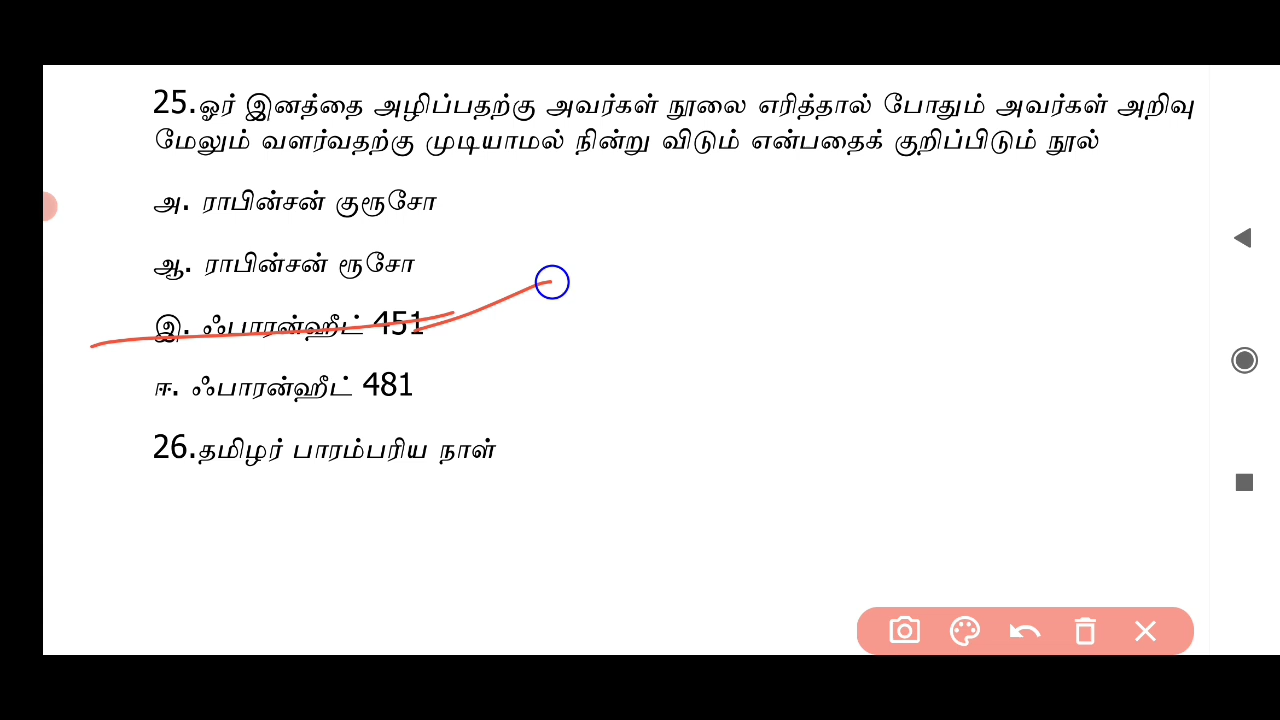 25.ஓர் இனத்தை அழிப்பதற்கு அவர்கள் நூலை எரித்தால் போதும் அவர்கள் அறிவு
மேலும் வளர்வதற்கு முடியாமல் நின்று விடும் என்பதைக் குறிப்பிடும் நூல்
அ. ராபின்சன் குரூசோ
ஆ. ராபின்சன் ரூசோ
இ. ஃபாரன்ஹீட் 451
ஈ. ஃபாரன்ஹீட் 481
26.தமிழர் பாரம்பரிய நாள்